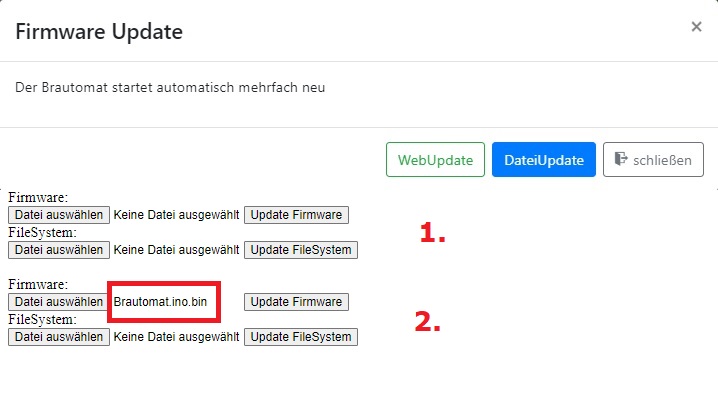 Firmware Update ×
Der Brautomat startet automatisch mehrfach neu
WebUpdate DateiUpdate schließen
Firmware:
Datei auswählen Keine Datei ausgewählt Update Firmware
FileSystem:
Datei auswählen Keine Datei ausgewählt Update FileSystem
1.
Firmware:
Datei auswählen Brautomat.ino.bin Update Firmware
FileSystem:
Datei auswählen Keine Datei ausgewählt Update FileSystem
2.